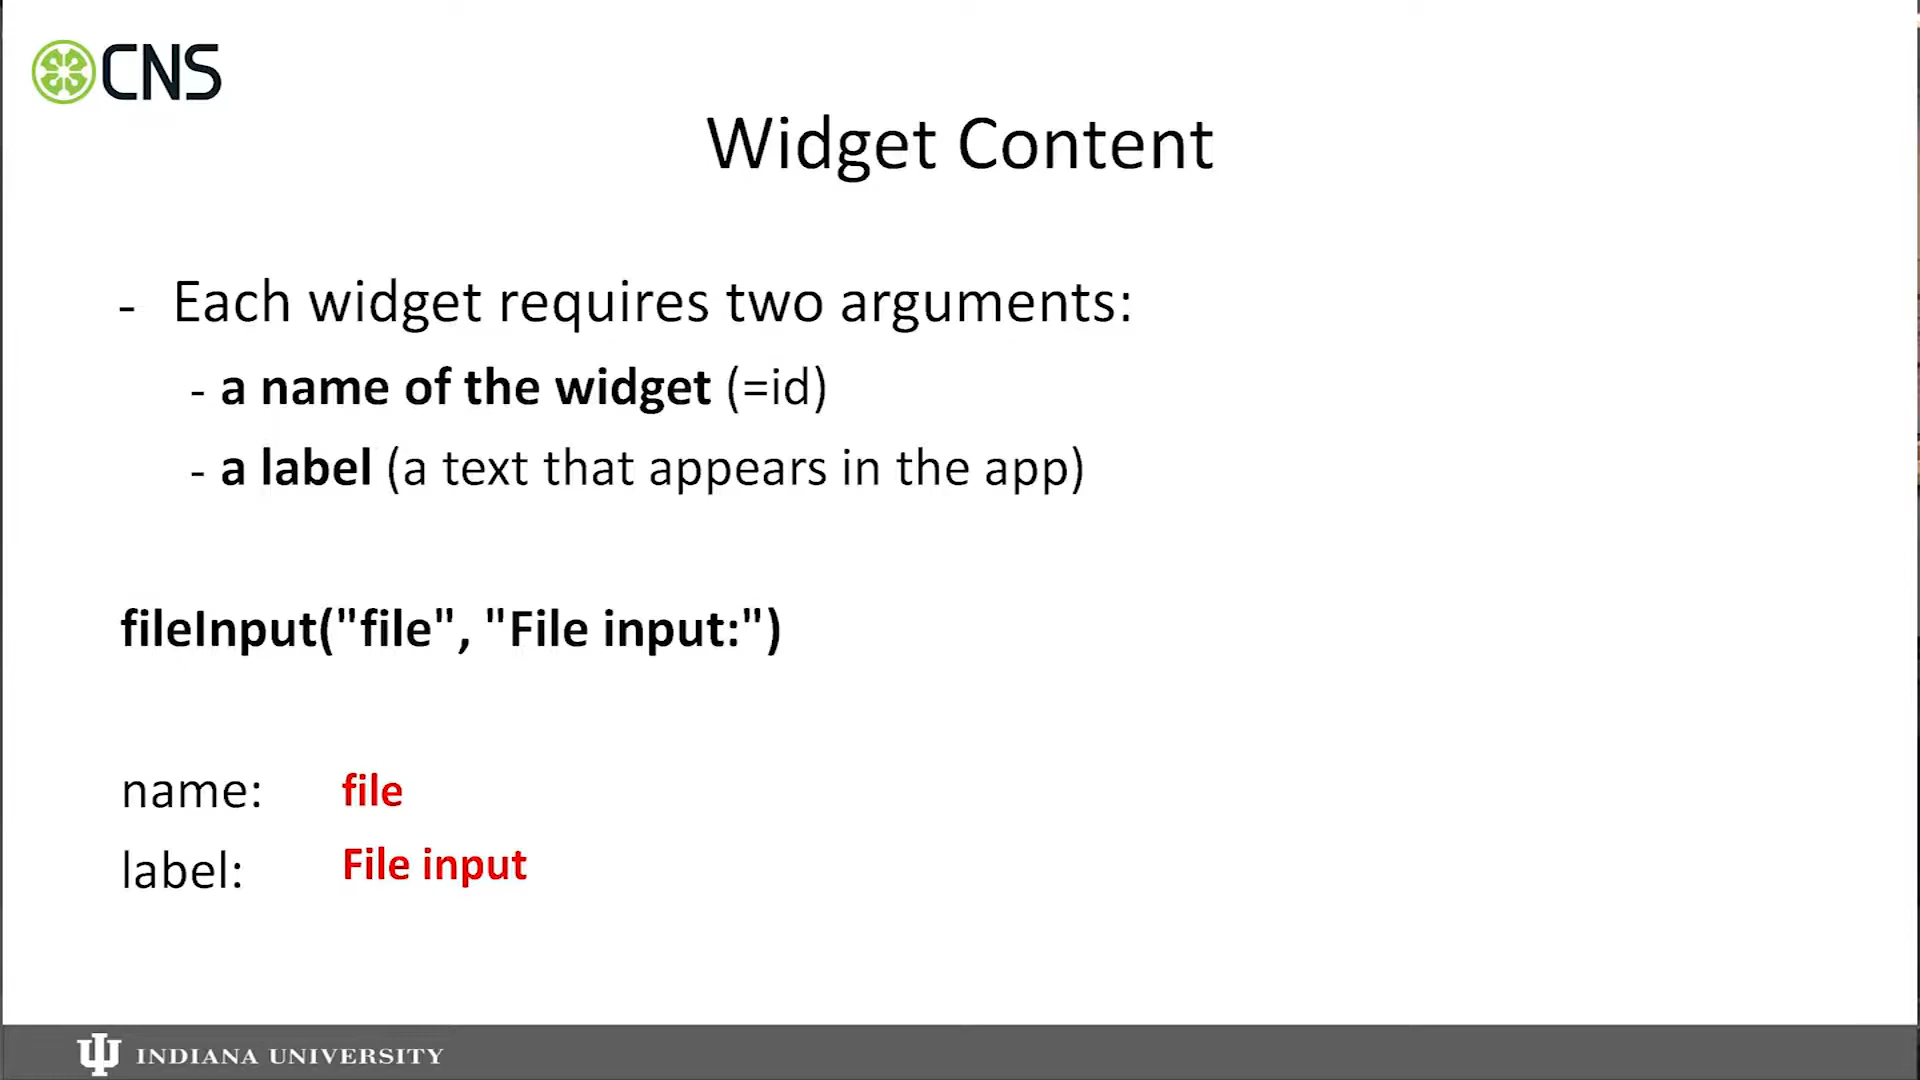 CNS
Widget Content
- Each widget requires two arguments:
- a name of the widget (=id)
- a label (a text that appears in the app)
fileInput("file", "File input:")
name: file
label: File input
INDIANA UNIVERSITY